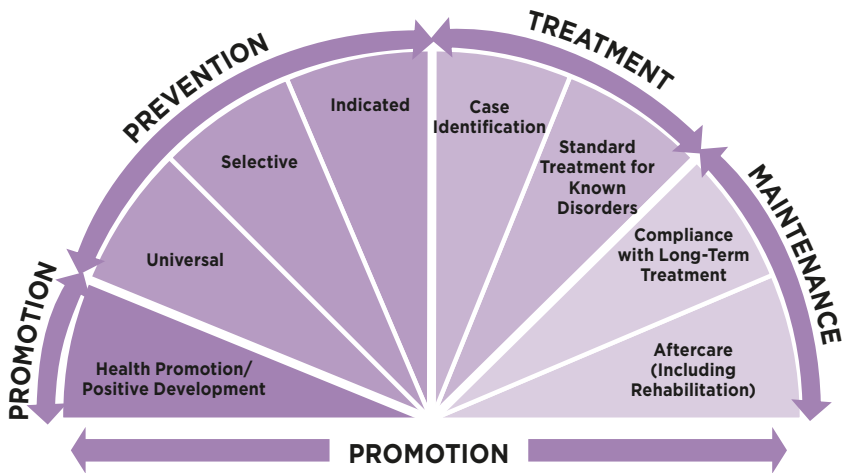 PROMOTION
PREVENTION
TREATMENT
MAINTENANCE
Health Promotion/
Positive Development
Universal
Selective
Indicated
Case
Identification
Standard
Treatment for
Known
Disorders
Compliance
with Long-Term
Treatment
Aftercare
(Including
Rehabilitation)
PROMOTION